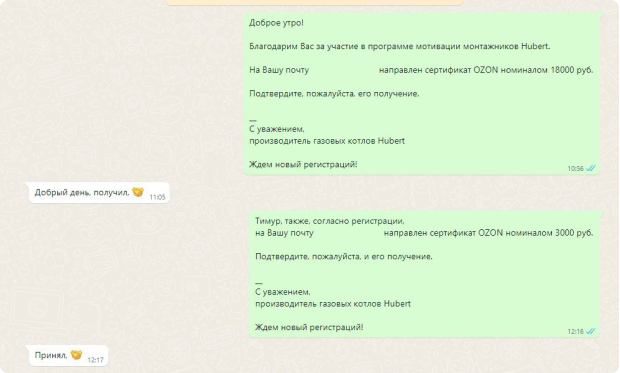 Доброе утро!
Благодарим Вас за участие в программе мотивации монтажников Hubert.
На Вашу почту направлен сертификат OZON номиналом 18000 руб.
Подтвердите, пожалуйста, его получение.
__
С уважением,
производитель газовых котлов Hubert
Ждем новый регистраций!
10:56
Добрый день, получил, 🤝
11:05
Тимур, также, согласно регистрации,
на Вашу почту направлен сертификат OZON номиналом 3000 руб.
Подтвердите, пожалуйста, и его получение.
__
С уважением,
производитель газовых котлов Hubert
Ждем новый регистраций!
12:16
Принял, 🤝
12:17